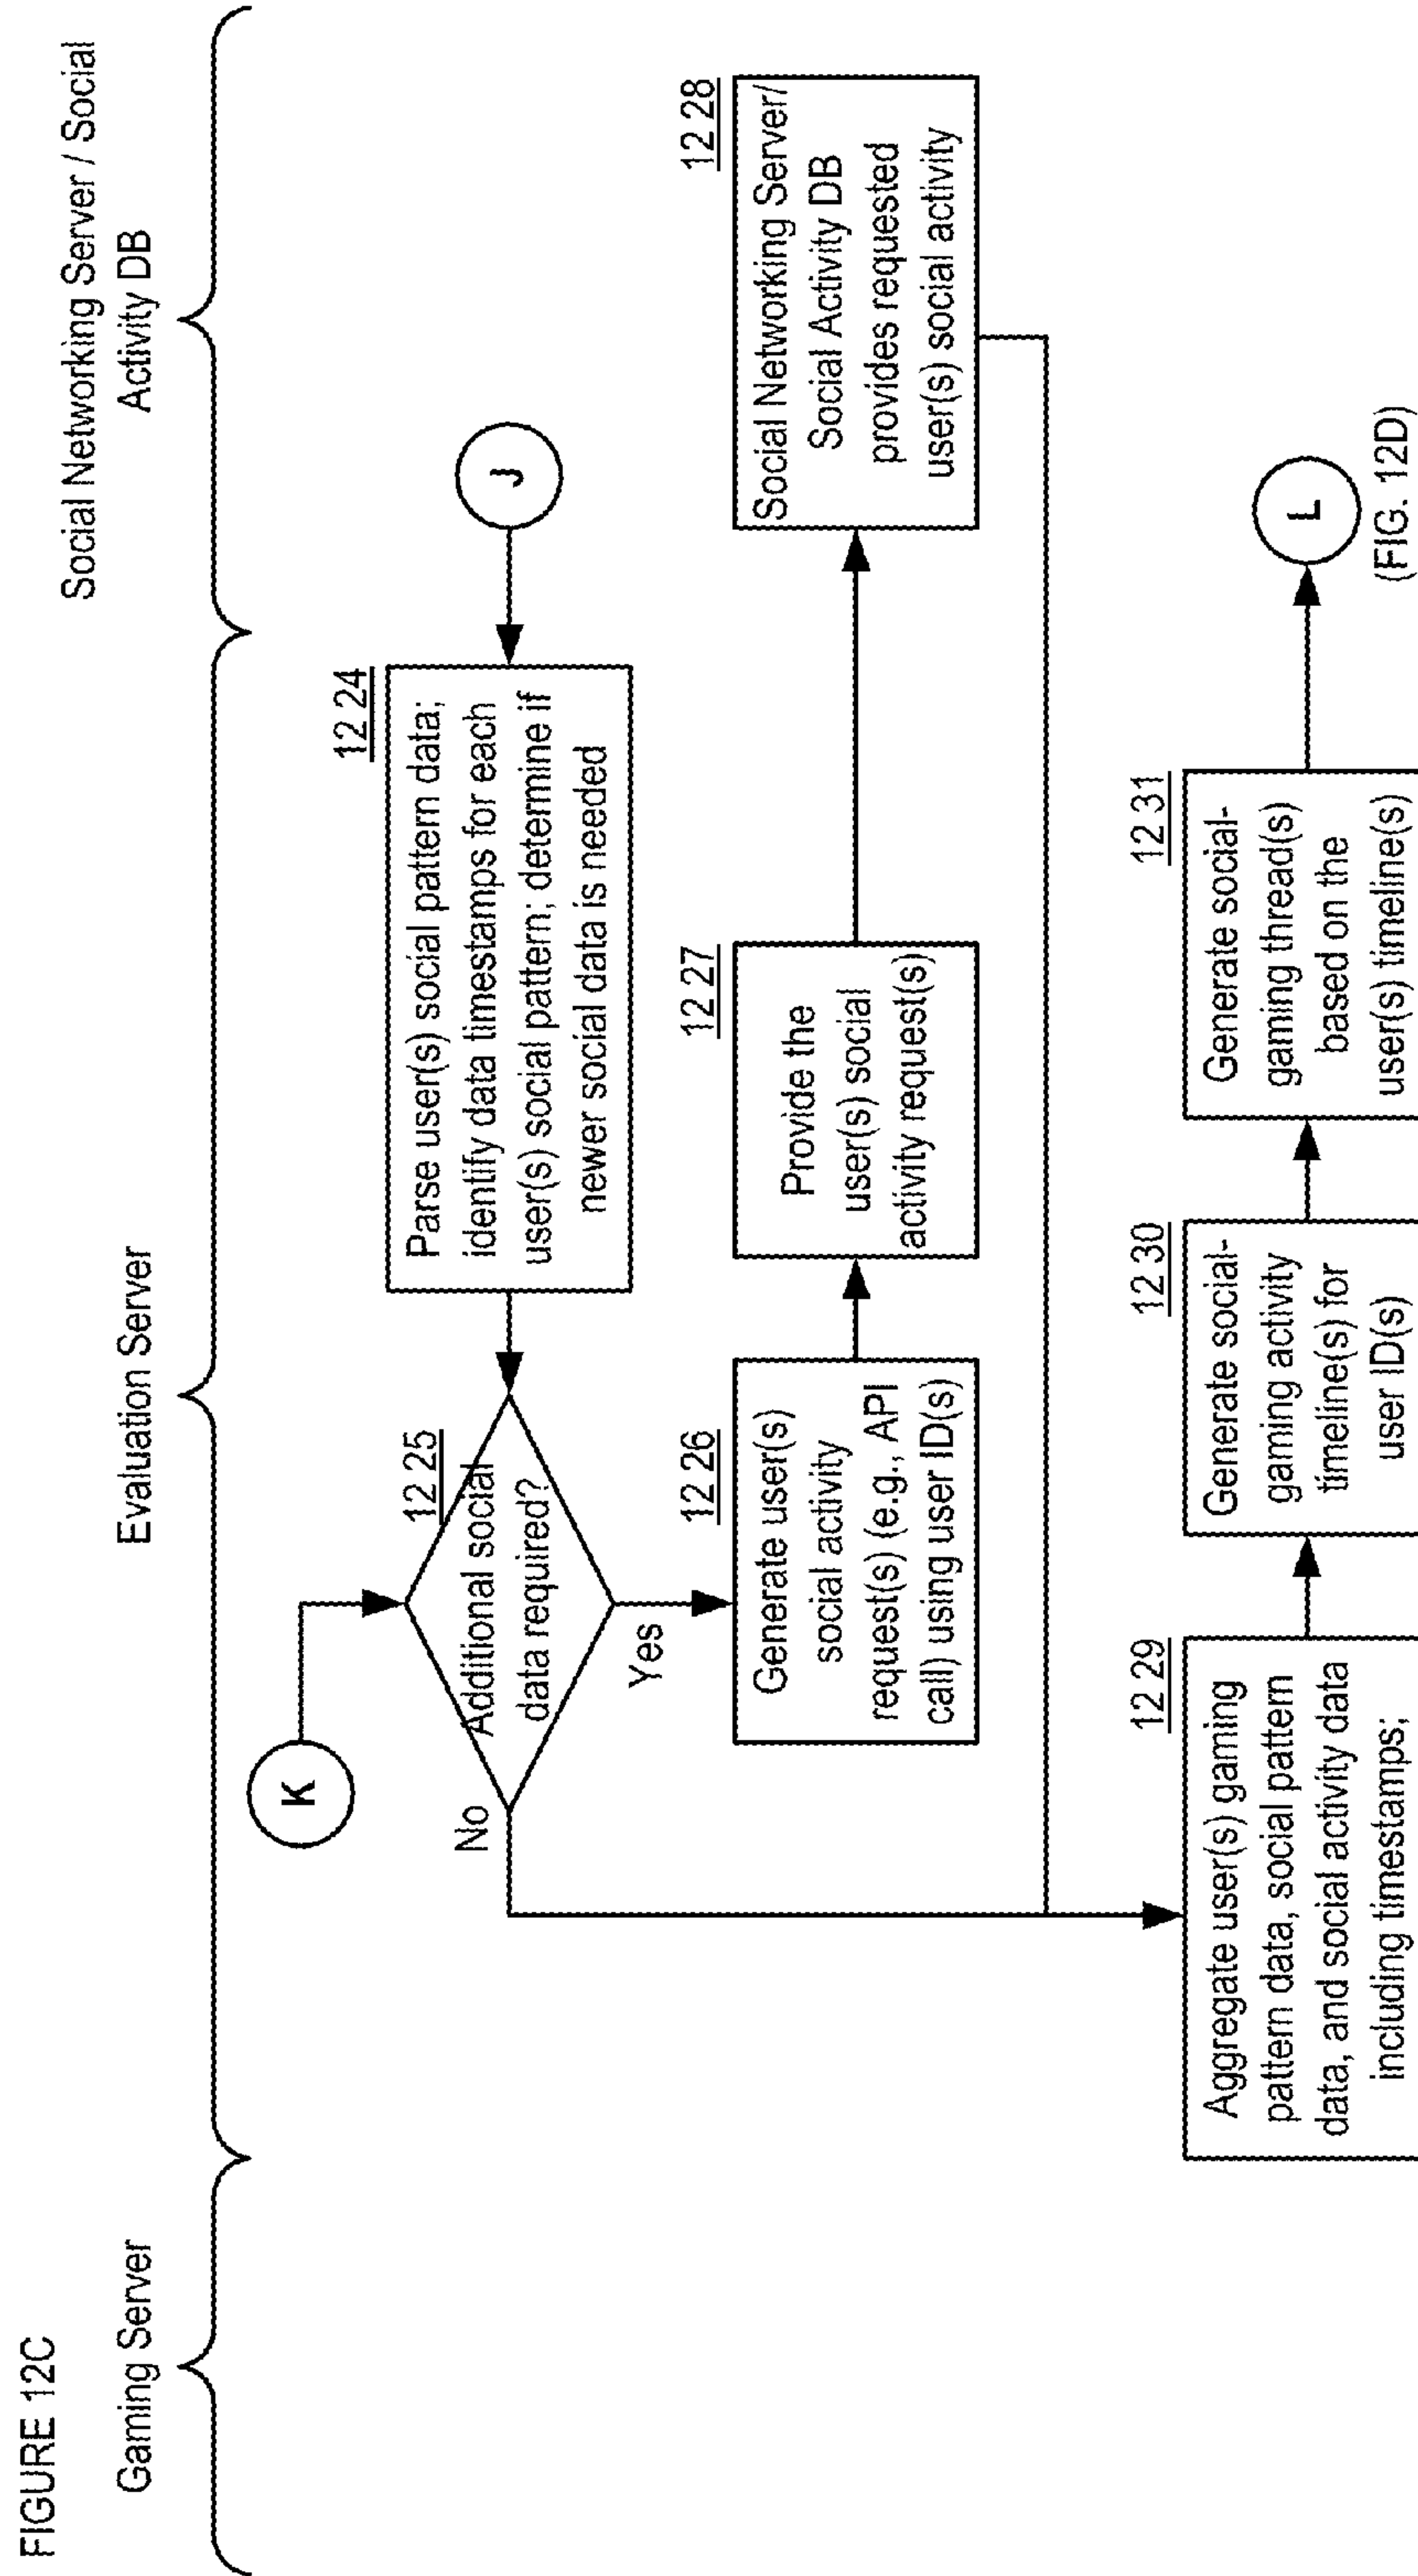 FIGURE 12C
Gaming Server
Evaluation Server
Social Networking Server / Social
Activity DB
K
J
12 24
Parse user(s) social pattern data;
identify data timestamps for each
user(s) social pattern; determine if
newer social data is needed
12 25
Additional social
data required?
No
Yes
12 26
Generate user(s)
social activity
request(s) (e.g., API
call) using user ID(s)
12 27
Provide the
user(s) social
activity request(s)
12 28
Social Networking Server/
Social Activity DB
provides requested
user(s) social activity
12 29
Aggregate user(s) gaming
pattern data, social pattern
data, and social activity data
including timestamps;
12 30
Generate social-
gaming activity
timeline(s) for
user ID(s)
12 31
Generate social-
gaming thread(s)
based on the
user(s) timeline(s)
L
(FIG. 12D)